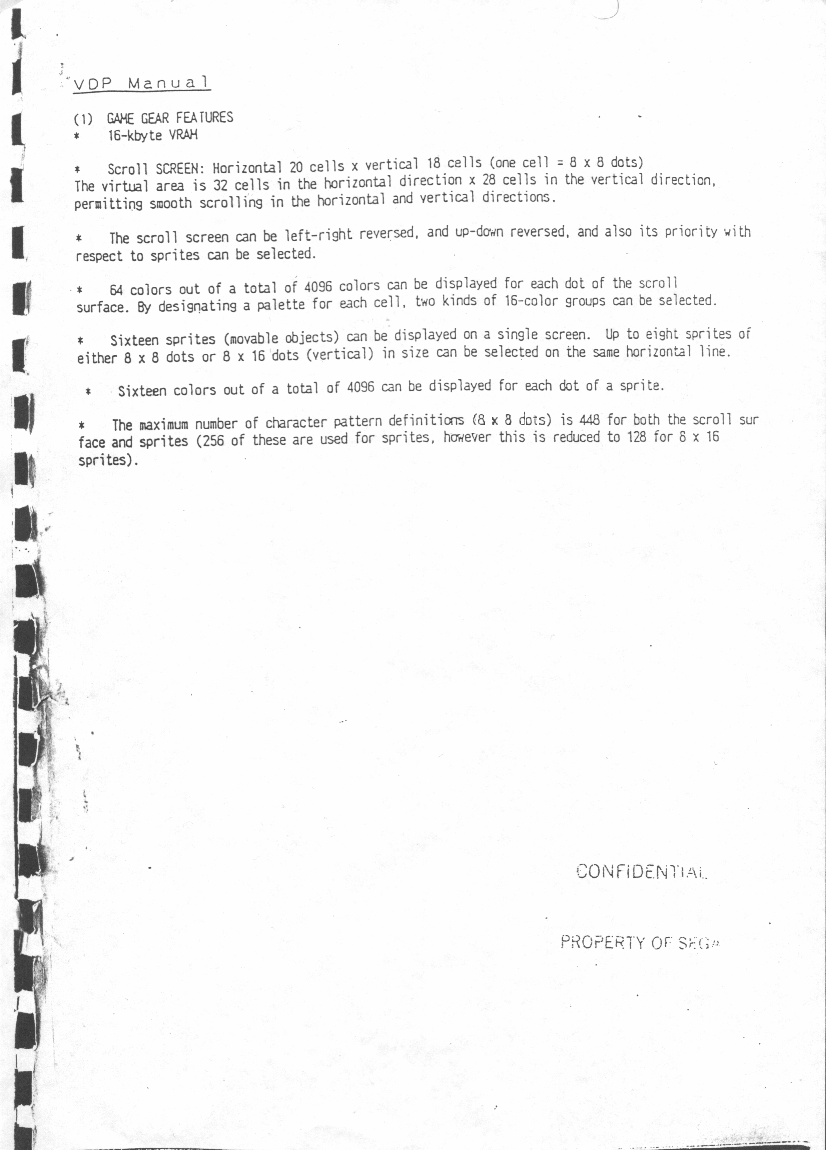 VDP Manual
(1) GAME GEAR FEATURES
* 16-kbyte VRAM
* Scroll SCREEN: Horizontal 20 cells x vertical 18 cells (one cell = 8 x 8 dots)
The virtual area is 32 cells in the horizontal direction x 28 cells in the vertical direction,
permitting smooth scrolling in the horizontal and vertical directions.
* The scroll screen can be left-right reversed, and up-down reversed, and also its priority with
respect to sprites can be selected.
* 64 colors out of a total of 4096 colors can be displayed for each dot of the scroll
surface. By designating a palette for each cell, two kinds of 16-color groups can be selected.
* Sixteen sprites (movable objects) can be displayed on a single screen. Up to eight sprites of
either 8 x 8 dots or 8 x 16 dots (vertical) in size can be selected on the same horizontal line.
* Sixteen colors out of a total of 4096 can be displayed for each dot of a sprite.
* The maximum number of character pattern definitions (8 x 8 dots) is 448 for both the scroll sur
face and sprites (256 of these are used for sprites, however this is reduced to 128 for 8 x 16
sprites).
CONFIDENTIAL
PROPERTY OF SEGA